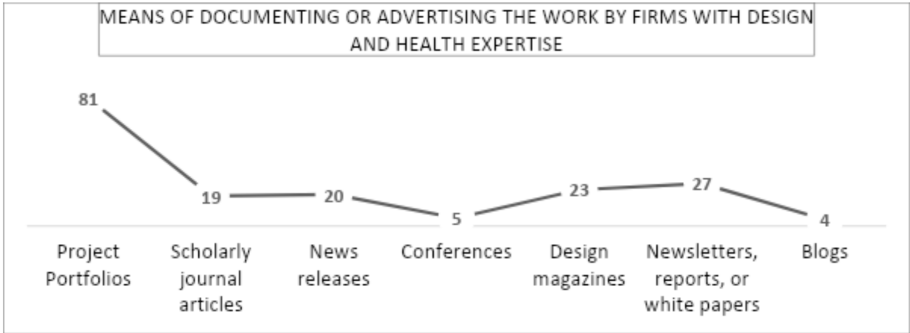 MEANS OF DOCUMENTING OR ADVERTISING THE WORK BY FIRMS WITH DESIGN
AND HEALTH EXPERTISE
81
19
20
5
23
27
4
Project
Portfolios
Scholarly
journal
articles
News
releases
Conferences
Design
magazines
Newsletters,
reports, or
white papers
Blogs